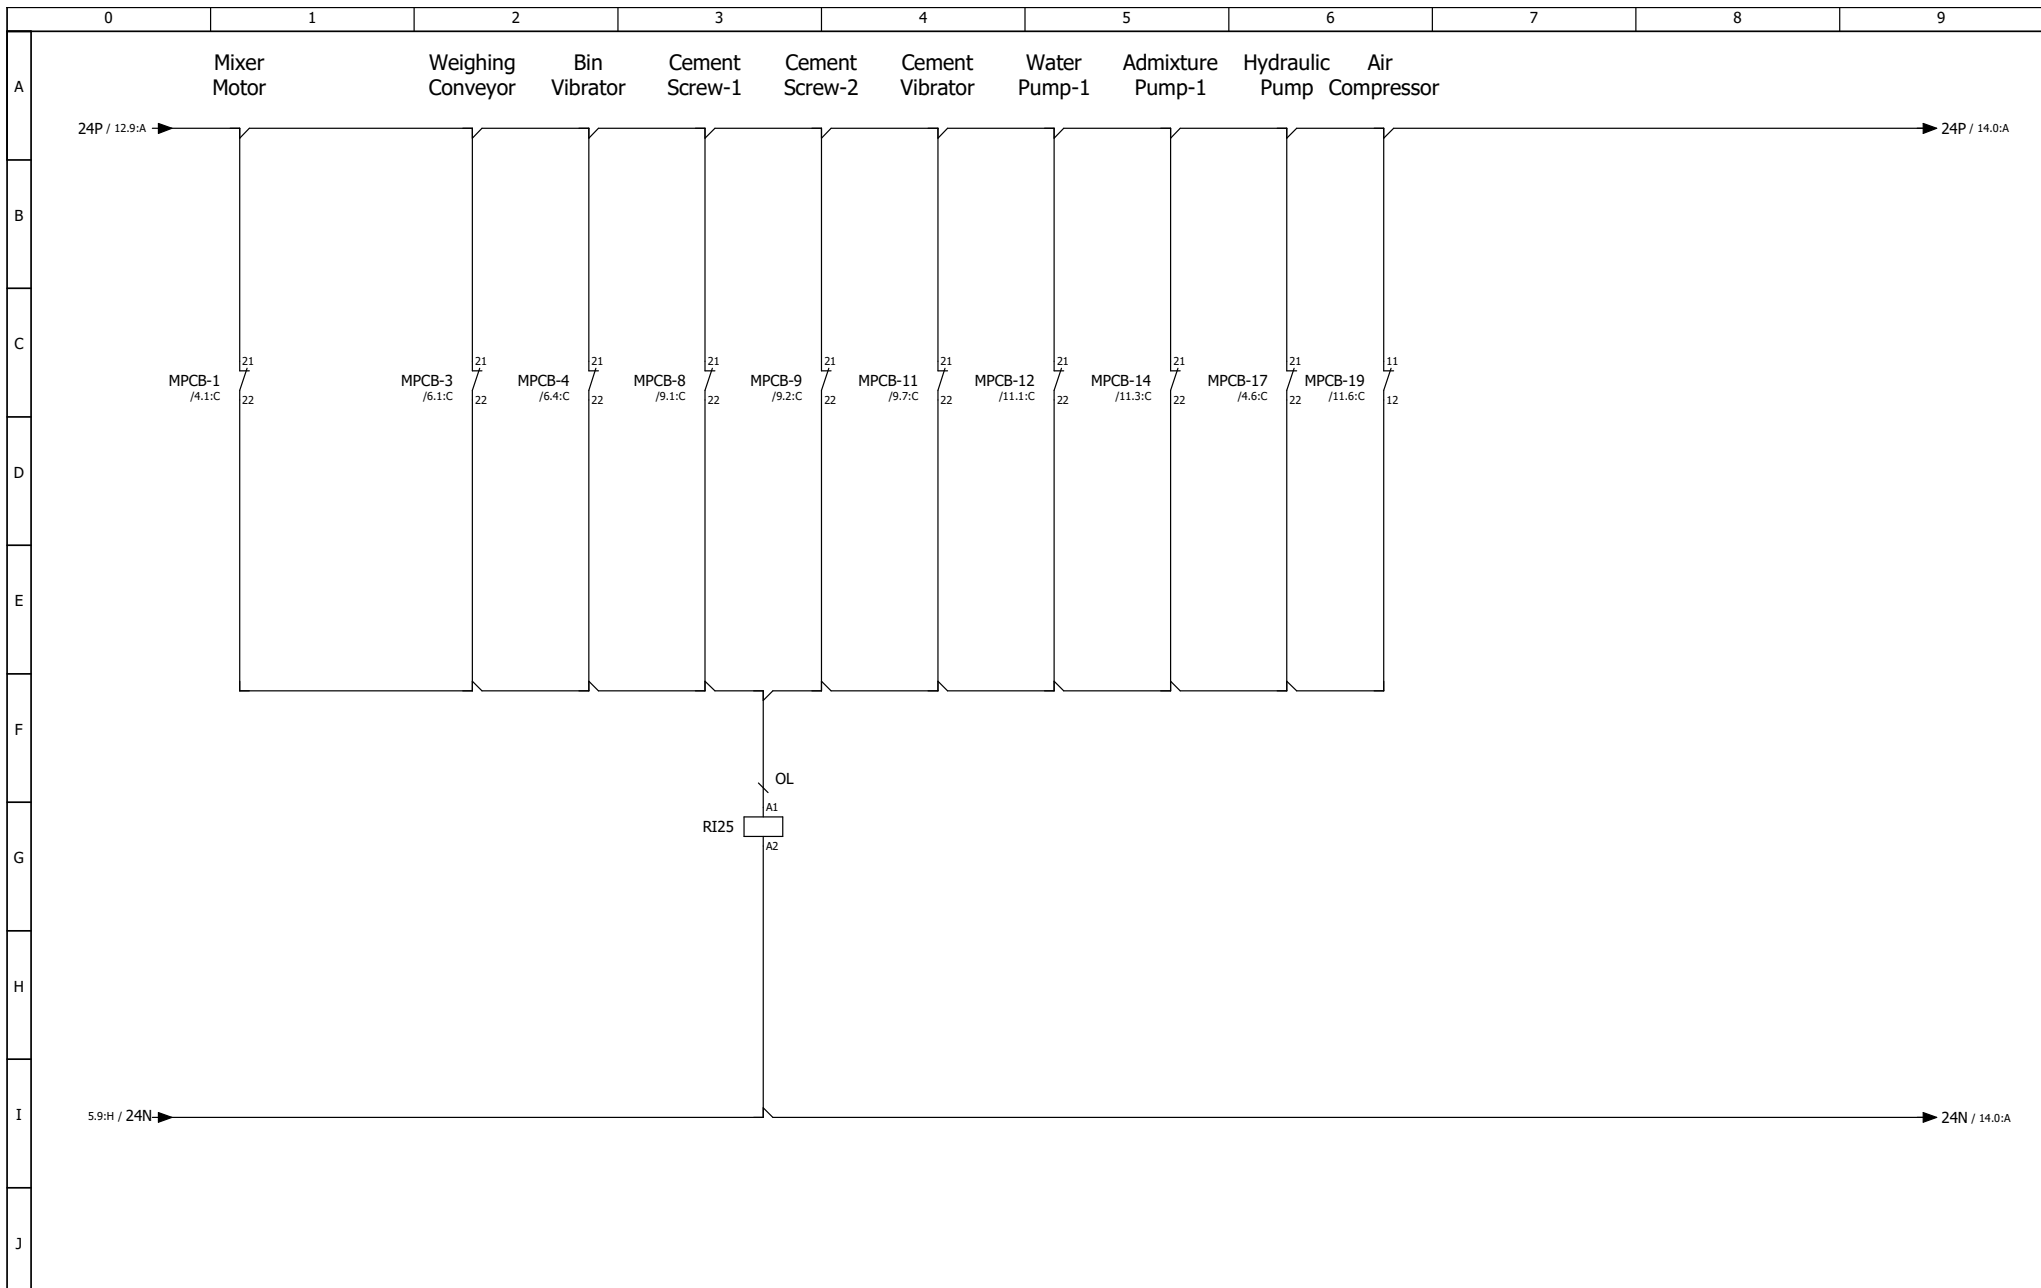 0 1 2 3 4 5 6 7 8 9
A
Mixer Weighing Bin Cement Cement Cement Water Admixture Hydraulic Air
Motor Conveyor Vibrator Screw-1 Screw-2 Vibrator Pump-1 Pump-1 Pump Compressor
24P / 12.9:A 24P / 14.0:A
B
C
21 21 21 21 21 21 21 21 21 11
MPCB-1 MPCB-3 MPCB-4 MPCB-8 MPCB-9 MPCB-11 MPCB-12 MPCB-14 MPCB-17 MPCB-19
/4.1:C /6.1:C /6.4:C /9.1:C /9.2:C /9.7:C /11.1:C /11.3:C /4.6:C /11.6:C
22 22 22 22 22 22 22 22 22 12
D
E
F
OL
A1
RI25
A2
G
H
I
5.9:H / 24N 24N / 14.0:A
J